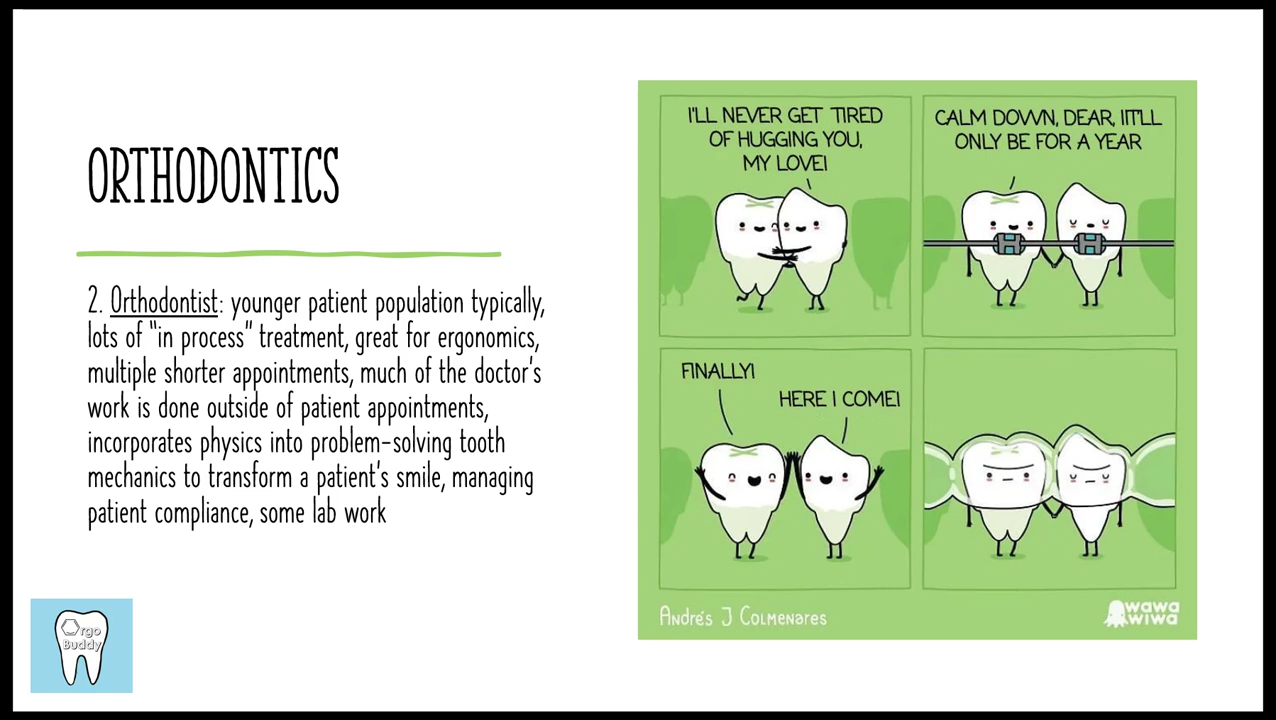 ORTHODONTICS
2. Orthodontist: younger patient population typically,
lots of "in process" treatment, great for ergonomics,
multiple shorter appointments, much of the doctor's
work is done outside of patient appointments,
incorporates physics into problem-solving tooth
mechanics to transform a patient's smile, managing
patient compliance, some lab work
Orgo
Buddy
I'LL NEVER GET TIRED
OF HUGGING YOU,
MY LOVE!
CALM DOWN, DEAR, IT'LL
ONLY BE FOR A YEAR
FINALLY!
HERE I COME!
Andrés J Colmenares
wawa
wiwa